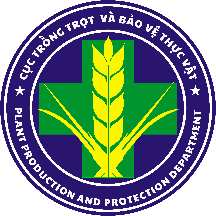 CỤC TRỒNG TRỌT VÀ BẢO VỆ THỰC VẬT
PLANT PRODUCTION AND PROTECTION DEPARTMENT